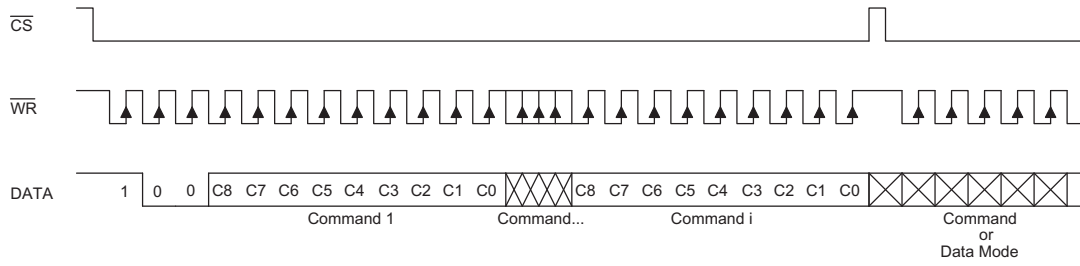 CS
WR
DATA 1 0 0 C8 C7 C6 C5 C4 C3 C2 C1 C0 C8 C7 C6 C5 C4 C3 C2 C1 C0
Command 1 Command... Command i Command
or
Data Mode